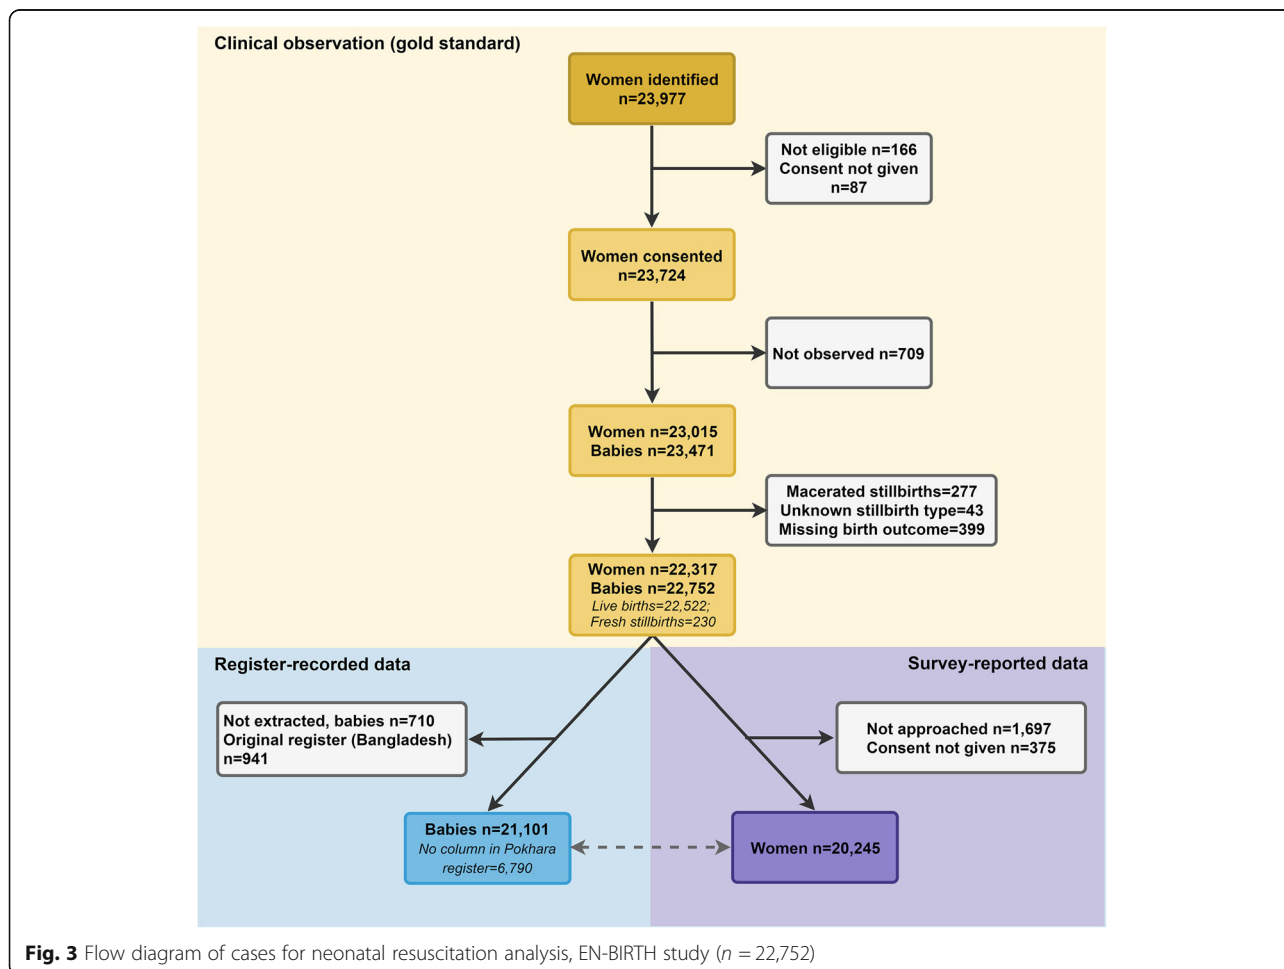 Clinical observation (gold standard)
Women identified
n=23,977
Not eligible n=166
Consent not given
n=87
Women consented
n=23,724
Not observed n=709
Women n=23,015
Babies n=23,471
Macerated stillbirths=277
Unknown stillbirth type=43
Missing birth outcome=399
Women n=22,317
Babies n=22,752
Live births=22,522;
Fresh stillbirths=230
Register-recorded data
Survey-reported data
Not extracted, babies n=710
Original register (Bangladesh)
n=941
Not approached n=1,697
Consent not given n=375
Babies n=21,101
No column in Pokhara
register=6,790
Women n=20,245
Fig. 3 Flow diagram of cases for neonatal resuscitation analysis, EN-BIRTH study (n = 22,752)